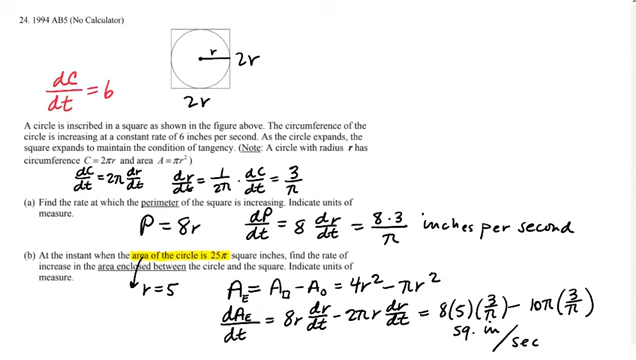 24. 1994 AB5 (No Calculator)
r
2r
2r
dC/dt = 6
A circle is inscribed in a square as shown in the figure above. The circumference of the
circle is increasing at a constant rate of 6 inches per second. As the circle expands, the
square expands to maintain the condition of tangency. (Note: A circle with radius r has
circumference C = 2πr and area A = πr²)
dC/dt = 2π dr/dt   dr/dt = 1/2π · dC/dt = 3/π
(a) Find the rate at which the perimeter of the square is increasing. Indicate units of
measure.
P = 8r   dP/dt = 8 dr/dt = 8·3/π inches per second
(b) At the instant when the area of the circle is 25π square inches, find the rate of
increase in the area enclosed between the circle and the square. Indicate units of
measure.
r = 5
A_E = A_□ - A_O = 4r² - πr²
dA_E/dt = 8r dr/dt - 2πr dr/dt = 8(5)(3/π) - 10π(3/π)
sq. in/sec